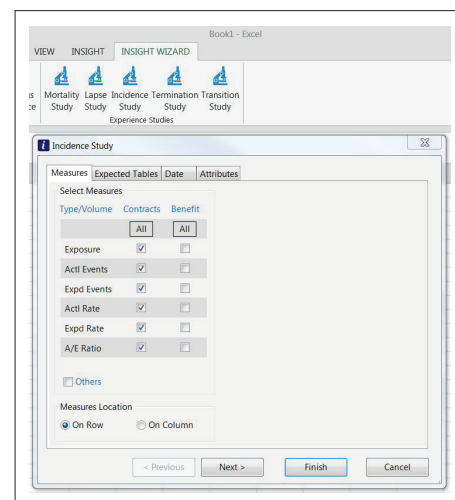 Book1 - Excel
VIEW INSIGHT INSIGHT WIZARD
Mortality Lapse Incidence Termination Transition
Study Study Study Study Study
Experience Studies
i Incidence Study
Measures Expected Tables Date Attributes
Select Measures
Type/Volume Contracts Benefit
All All
Exposure
Actl Events
Expd Events
Actl Rate
Expd Rate
A/E Ratio
Others
Measures Location
On Row On Column
< Previous Next > Finish Cancel